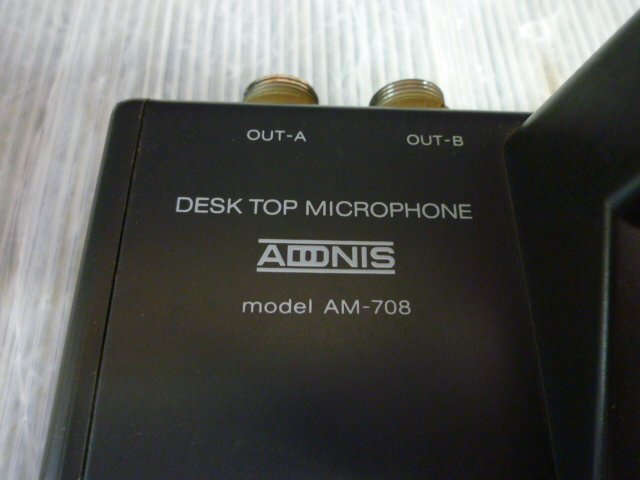 OUT-A OUT-B
DESK TOP MICROPHONE
ADONIS
model AM-708